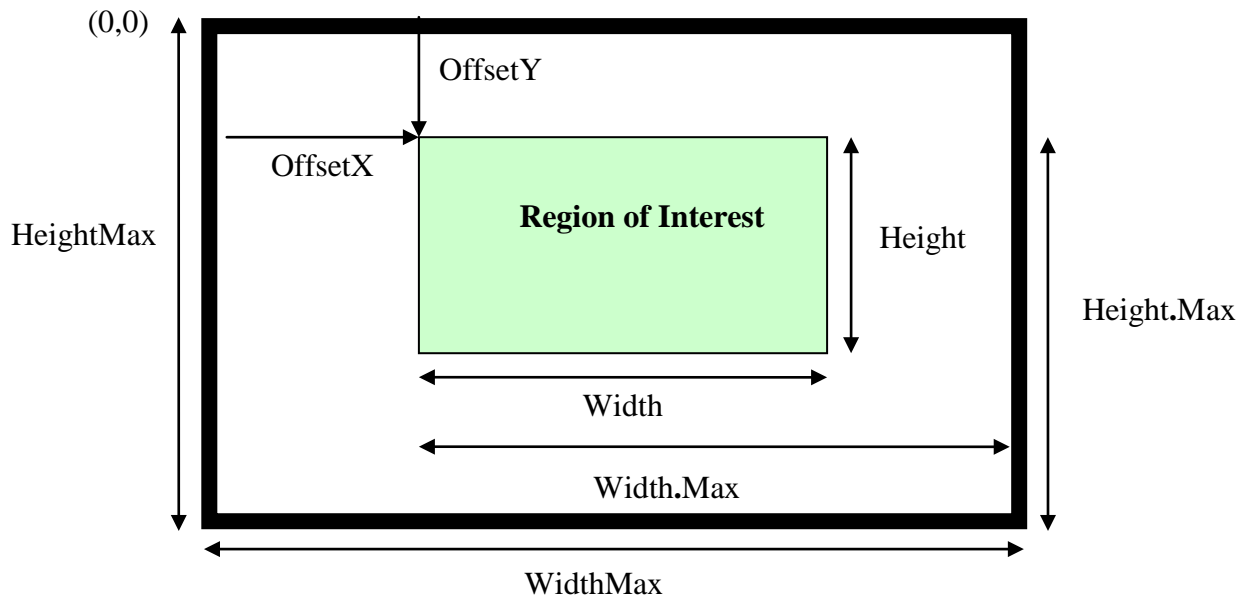 (0,0)
OffsetY
OffsetX
Region of Interest
HeightMax
Height
Height.Max
Width
Width.Max
WidthMax